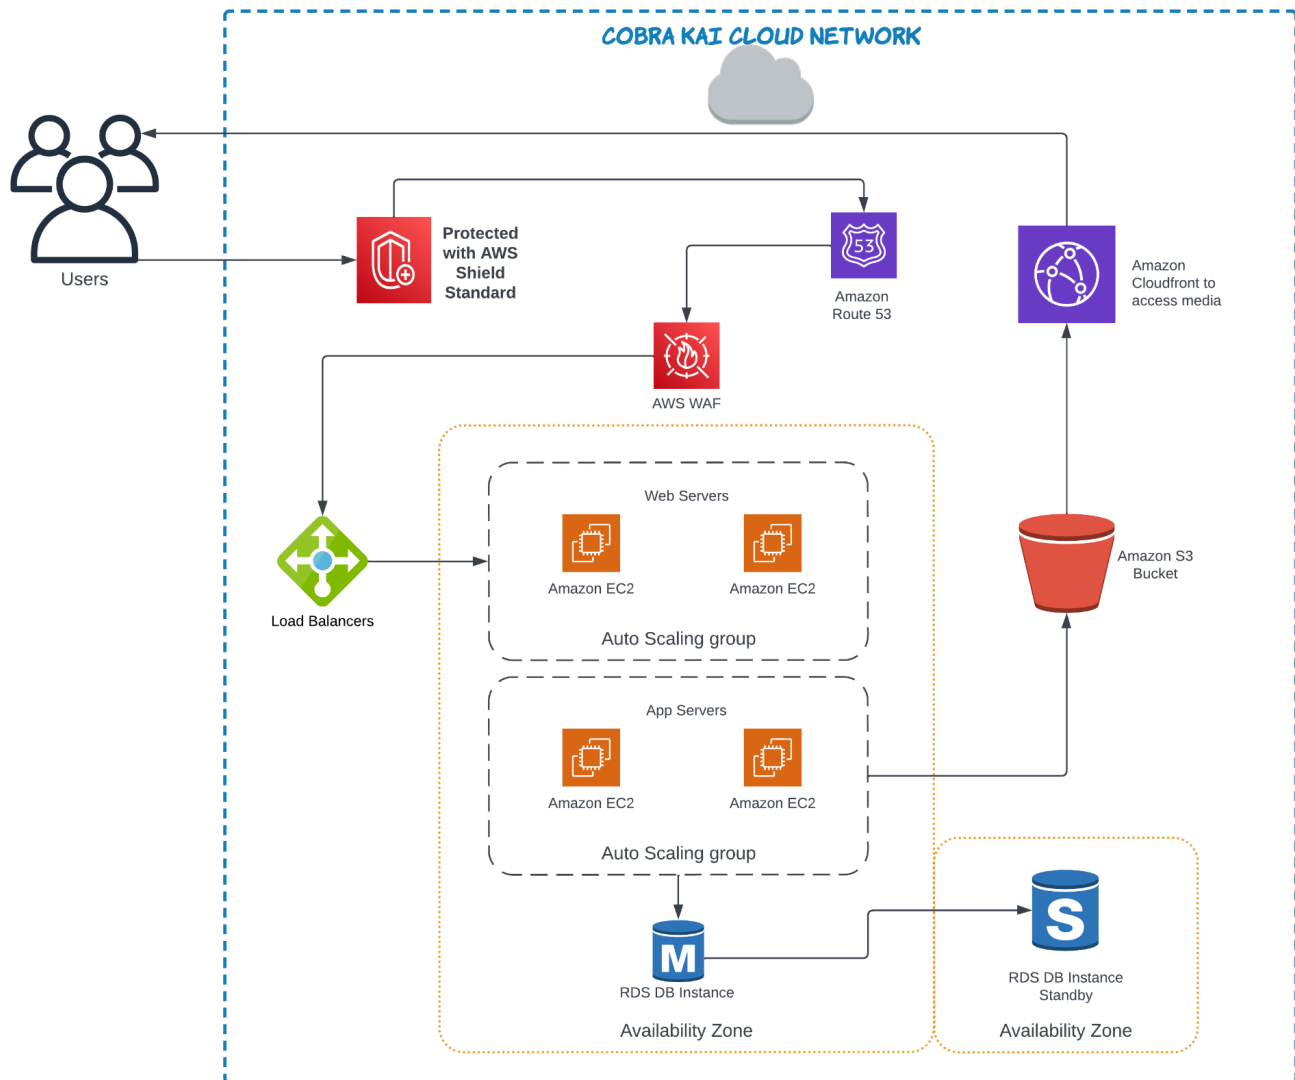 COBRA KAI CLOUD NETWORK
Users
Protected
with AWS
Shield
Standard
53
Amazon
Route 53
Amazon
Cloudfront to
access media
AWS WAF
Web Servers
Amazon EC2
Amazon EC2
Auto Scaling group
Load Balancers
Amazon S3
Bucket
App Servers
Amazon EC2
Amazon EC2
Auto Scaling group
M
RDS DB Instance
Availability Zone
S
RDS DB Instance
Standby
Availability Zone